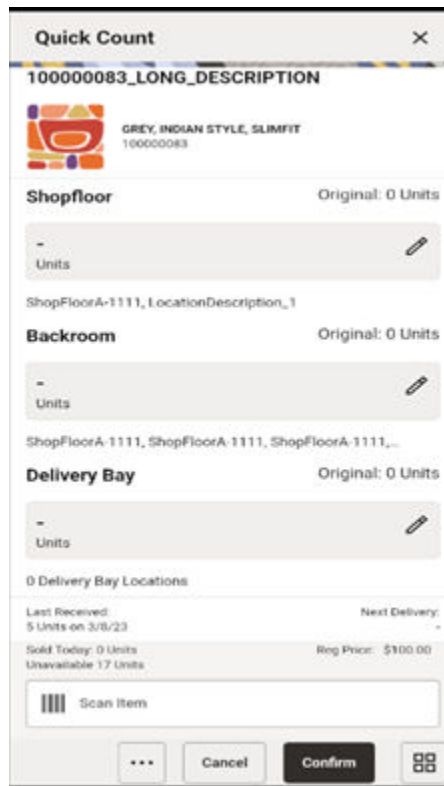 Quick Count
100000083_LONG_DESCRIPTION
GREY, INDIAN STYLE, SLIMFIT
100000083
Shopfloor Original: 0 Units
-
Units
ShopFloorA-1111, LocationDescription_1
Backroom Original: 0 Units
-
Units
ShopFloorA-1111, ShopFloorA-1111, ShopFloorA-1111,...
Delivery Bay Original: 0 Units
-
Units
0 Delivery Bay Locations
Last Received: Next Delivery:
5 Units on 3/8/23 -
Sold Today: 0 Units Reg Price: $100.00
Unavailable 17 Units
Scan Item
... Cancel Confirm